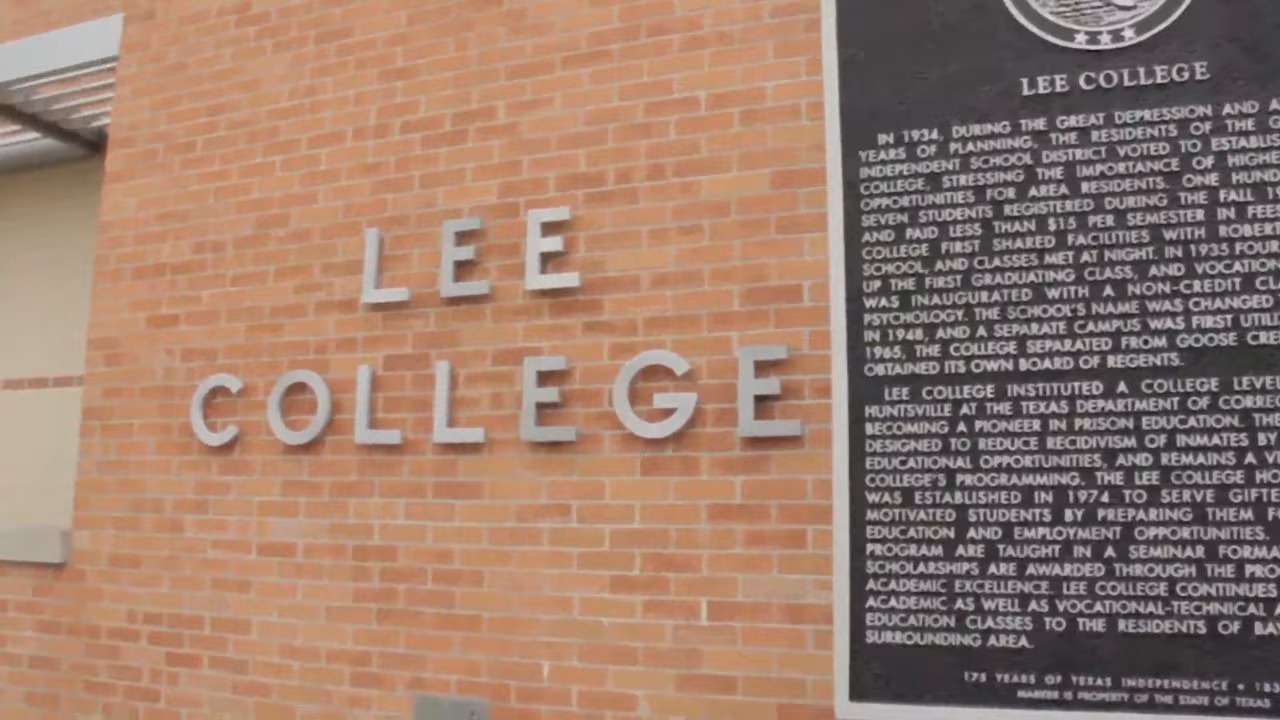 LEE
COLLEGE
LEE COLLEGE
IN 1934, DURING THE GREAT DEPRESSION AND A
YEARS OF PLANNING, THE RESIDENTS OF THE G
INDEPENDENT SCHOOL DISTRICT VOTED TO ESTABLIS
COLLEGE, STRESSING THE IMPORTANCE OF HIGHE
OPPORTUNITIES FOR AREA RESIDENTS. ONE HUND
SEVEN STUDENTS REGISTERED DURING THE FALL 19
AND PAID LESS THAN $15 PER SEMESTER IN FEES
COLLEGE FIRST SHARED FACILITIES WITH ROBERT
SCHOOL, AND CLASSES MET AT NIGHT. IN 1935 FOUR
UP THE FIRST GRADUATING CLASS, AND VOCATION
WAS INAUGURATED WITH A NON-CREDIT CL
PSYCHOLOGY. THE SCHOOL'S NAME WAS CHANGED
IN 1948, AND A SEPARATE CAMPUS WAS FIRST UTILI
1965, THE COLLEGE SEPARATED FROM GOOSE CREE
OBTAINED ITS OWN BOARD OF REGENTS.
LEE COLLEGE INSTITUTED A COLLEGE LEVEL
HUNTSVILLE AT THE TEXAS DEPARTMENT OF CORREC
BECOMING A PIONEER IN PRISON EDUCATION. THE
DESIGNED TO REDUCE RECIDIVISM OF INMATES BY
EDUCATIONAL OPPORTUNITIES, AND REMAINS A VI
COLLEGE'S PROGRAMMING. THE LEE COLLEGE HO
WAS ESTABLISHED IN 1974 TO SERVE GIFTE
MOTIVATED STUDENTS BY PREPARING THEM FO
EDUCATION AND EMPLOYMENT OPPORTUNITIES.
PROGRAM ARE TAUGHT IN A SEMINAR FORMA
SCHOLARSHIPS ARE AWARDED THROUGH THE PRO
ACADEMIC EXCELLENCE. LEE COLLEGE CONTINUES
ACADEMIC AS WELL AS VOCATIONAL-TECHNICAL A
EDUCATION CLASSES TO THE RESIDENTS OF BAY
SURROUNDING AREA.
175 YEARS OF TEXAS INDEPENDENCE • 183
MARKER IS PROPERTY OF THE STATE OF TEXAS